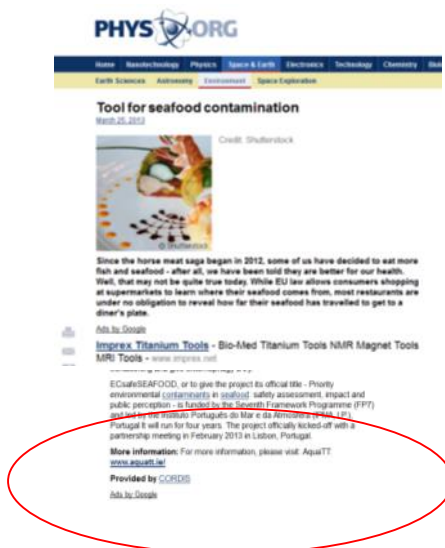 PHYS ORG
Home Nanotechnology Physics Space & Earth Electronics Technology Chemistry
Earth Sciences Astronomy Environment Space Exploration
Tool for seafood contamination
March 25, 2013
Credit: Shutterstock
© Shutterstock
Since the horse meat saga began in 2012, some of us have decided to eat more
fish and seafood - after all, we have been told they are better for our health.
Well, that may not be quite true today. While EU law allows consumers shopping
at supermarkets to learn where their seafood comes from, most restaurants are
under no obligation to reveal how far their seafood has travelled to get to a
diner's plate.
Ads by Google
Imprex Titanium Tools - Bio-Med Titanium Tools NMR Magnet Tools
MRI Tools - www.imprex.net
ECsafeSEAFOOD, or to give the project its official title - Priority
environmental contaminants in seafood: safety assessment, impact and
public perception - is funded by the Seventh Framework Programme (FP7)
and led by the Instituto Português do Mar e da Atmosfera (IPMA, I.P.),
Portugal It will run for four years. The project officially kicked-off with a
partnership meeting in February 2013 in Lisbon, Portugal.
More information: For more information, please visit: AquaTT:
www.aquatt.ie/
Provided by CORDIS
Ads by Google